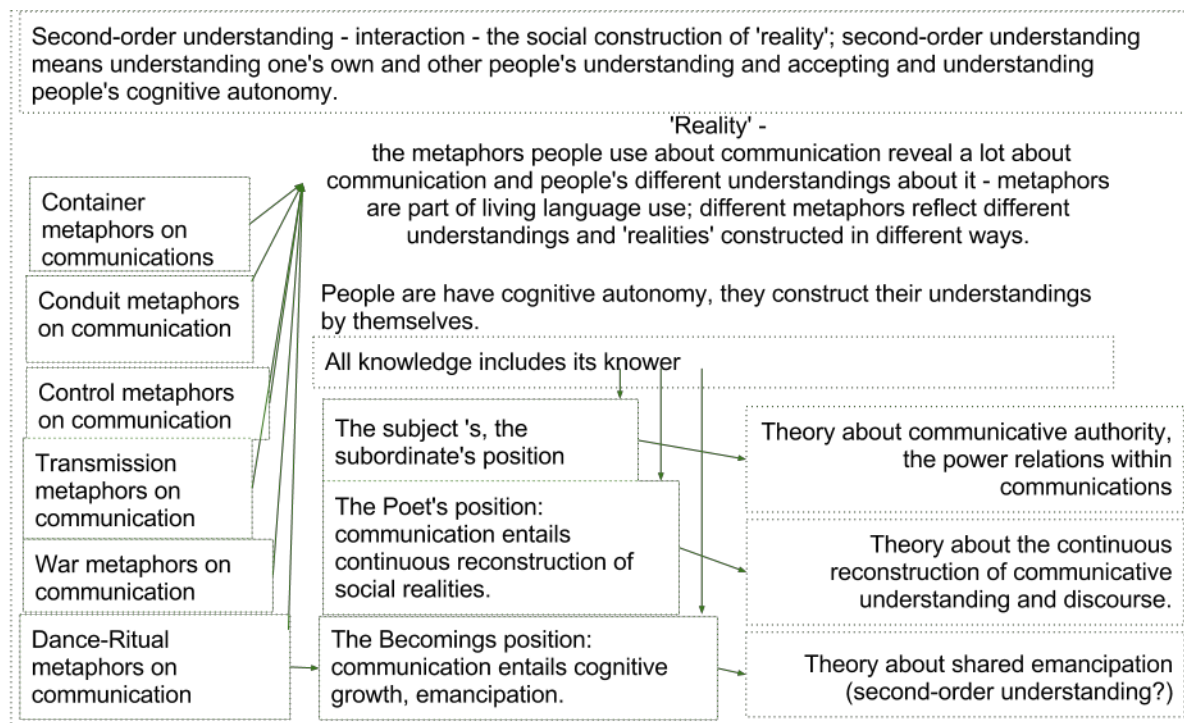 Second-order understanding - interaction - the social construction of 'reality'; second-order understanding
means understanding one's own and other people's understanding and accepting and understanding
people's cognitive autonomy.
'Reality' -
the metaphors people use about communication reveal a lot about
communication and people's different understandings about it - metaphors
are part of living language use; different metaphors reflect different
understandings and 'realities' constructed in different ways.
Container
metaphors on
communications
Conduit metaphors
on communication
Control metaphors
on communication
Transmission
metaphors on
communication
War metaphors on
communication
Dance-Ritual
metaphors on
communication
People are have cognitive autonomy, they construct their understandings
by themselves.
All knowledge includes its knower
The subject 's, the
subordinate's position
The Poet's position:
communication entails
continuous reconstruction of
social realities.
The Becomings position:
communication entails cognitive
growth, emancipation.
Theory about communicative authority,
the power relations within
communications
Theory about the continuous
reconstruction of communicative
understanding and discourse.
Theory about shared emancipation
(second-order understanding?)